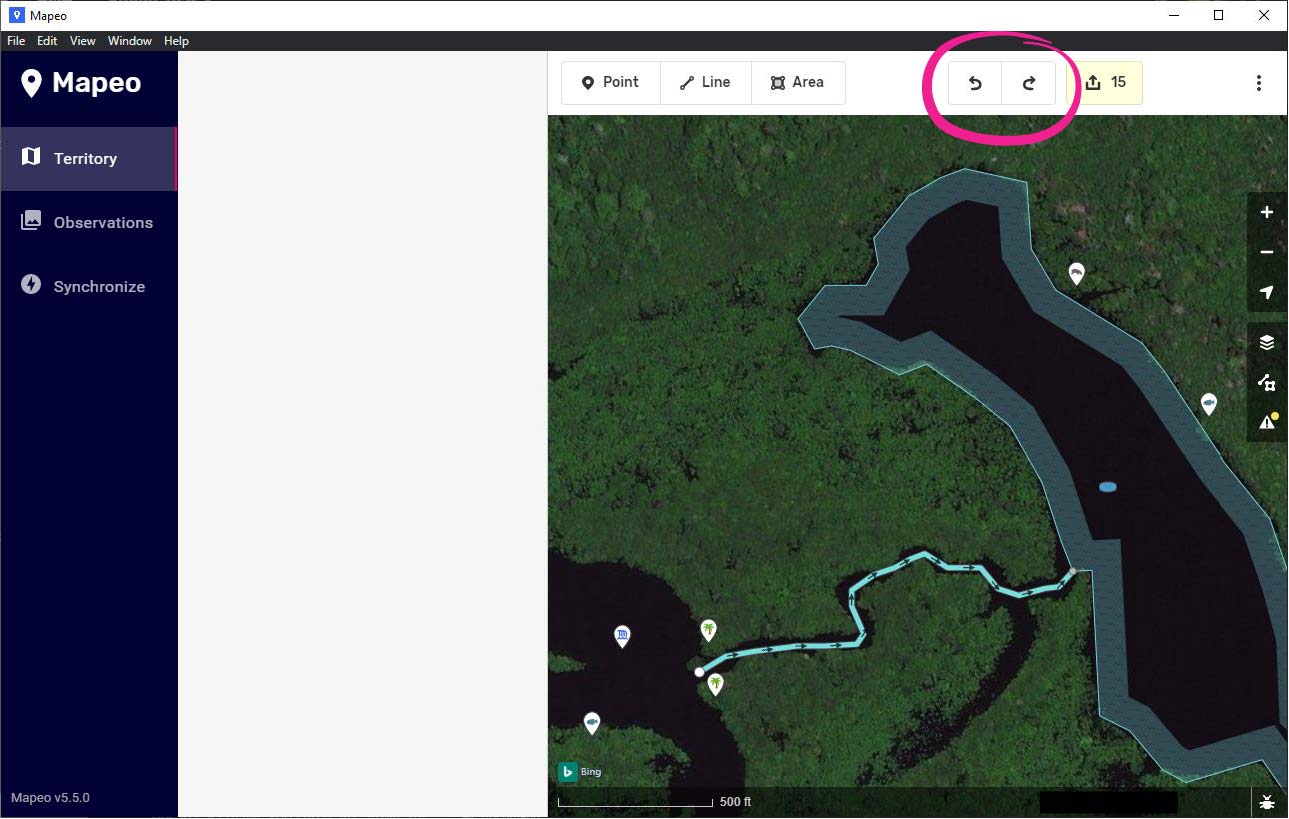 Mapeo
File Edit View Window Help
Mapeo
Point Line Area 15
Territory
Observations
Synchronize
Bing
Mapeo v5.5.0
500 ft